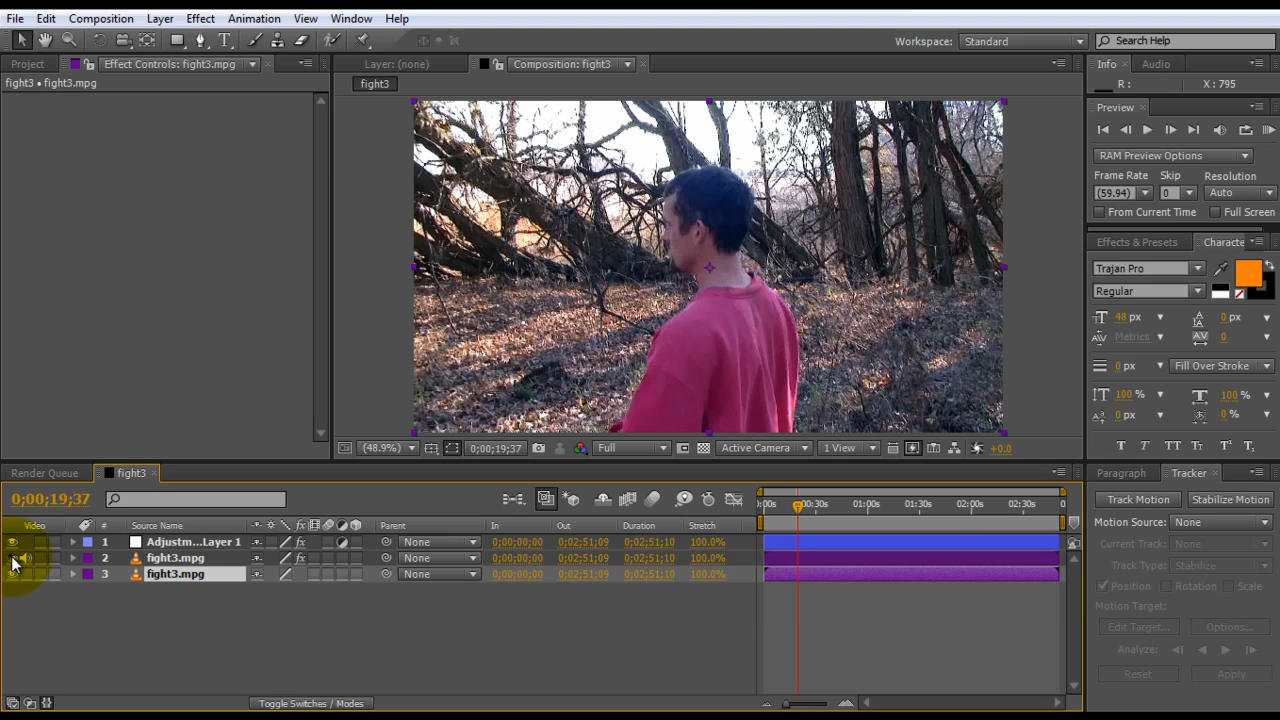 File Edit Composition Layer Effect Animation View Window Help
Workspace: Standard Search Help
Project Effect Controls: fight3.mpg Layer: (none) Composition: fight3 Info Audio
fight3 • fight3.mpg fight3 R : X : 795
Preview
RAM Preview Options
Frame Rate Skip Resolution
(59.94) 0 Auto
From Current Time Full Screen
Effects & Presets Characte
Trajan Pro
Regular
48 px 0 px
Metrics 0
0 px Fill Over Stroke
100 % 100 %
0 px 0 %
T T TT Tt T¹ T,
(48.9%) 0;00;19;37 Full Active Camera 1 View +0.0
Render Queue fight3 Paragraph Tracker
0;00;19;37 :00s 00:30s 01:00s 01:30s 02:00s 02:30s 0 Track Motion Stabilize Motion
Video # Source Name Parent In Out Duration Stretch Motion Source: None
1 Adjustm...Layer 1 fx None 0;00;00;00 0;02;51;09 0;02;51;10 100.0% Current Track: None
2 fight3.mpg fx None 0;00;00;00 0;02;51;09 0;02;51;10 100.0% Track Type: Stabilize
3 fight3.mpg None 0;00;00;00 0;02;51;09 0;02;51;10 100.0% Position Rotation Scale
Motion Target:
Edit Target... Options...
Analyze:
Reset Apply
Toggle Switches / Modes